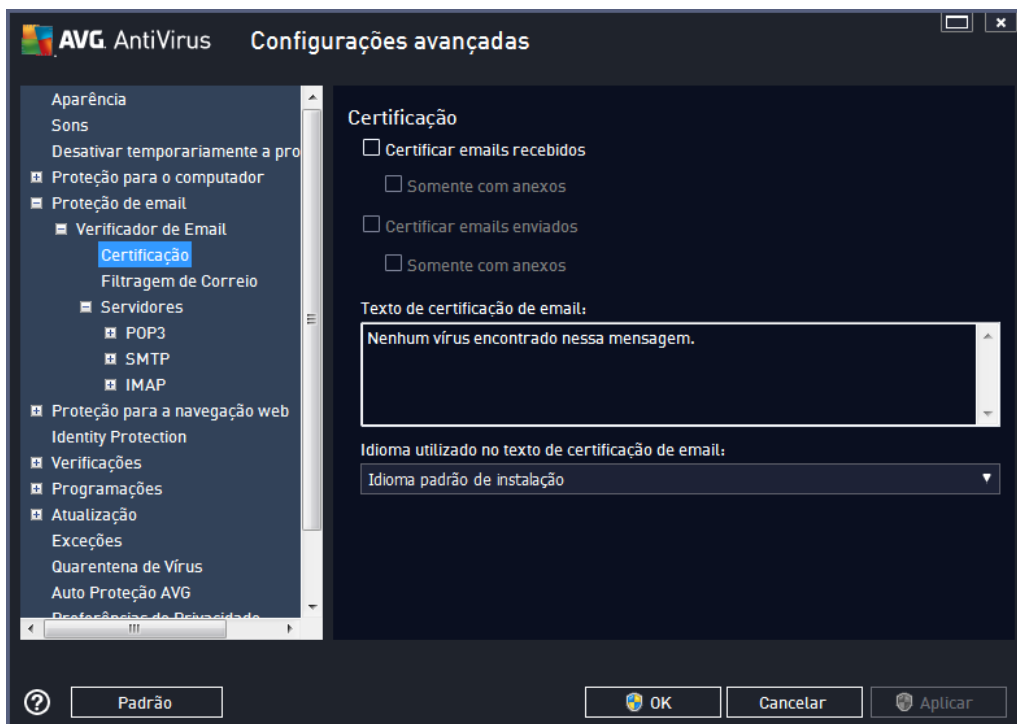 AVG. AntiVirus
Configurações avançadas
Aparência
Sons
Desativar temporariamente a pro
Proteção para o computador
Proteção de email
Verificador de Email
Certificação
Filtragem de Correio
Servidores
POP3
SMTP
IMAP
Proteção para a navegação web
Identity Protection
Verificações
Programações
Atualização
Exceções
Quarentena de Vírus
Auto Proteção AVG
Preferências de Privacidade
Certificação
Certificar emails recebidos
Somente com anexos
Certificar emails enviados
Somente com anexos
Texto de certificação de email:
Nenhum vírus encontrado nessa mensagem.
Idioma utilizado no texto de certificação de email:
Idioma padrão de instalação
Padrão
OK
Cancelar
Aplicar